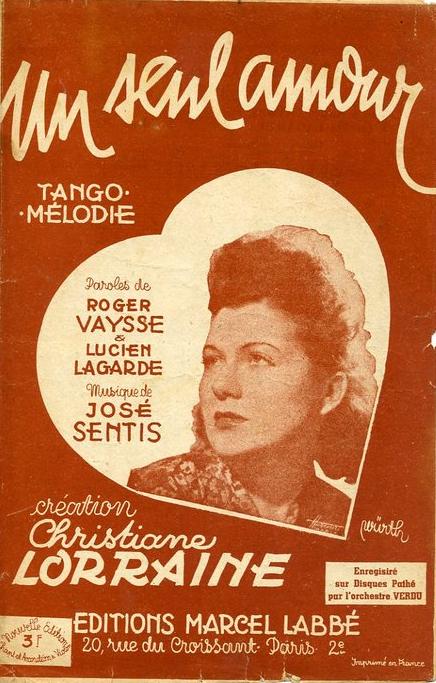 Un seul amour
TANGO·
·MÉLODIE
Paroles de
ROGER
VAYSSE
&
LUCIEN
LAGARDE
Musique de
JOSÉ
SENTIS
Würth
création
Christiane
LORRAINE
Enregistré
sur Disques Pathé
par l'orchestre VERDU
Nouvelle Edition
3F
EDITIONS MARCEL LABBÉ
20, rue du Croissant· Paris· 2e
Imprimé en France